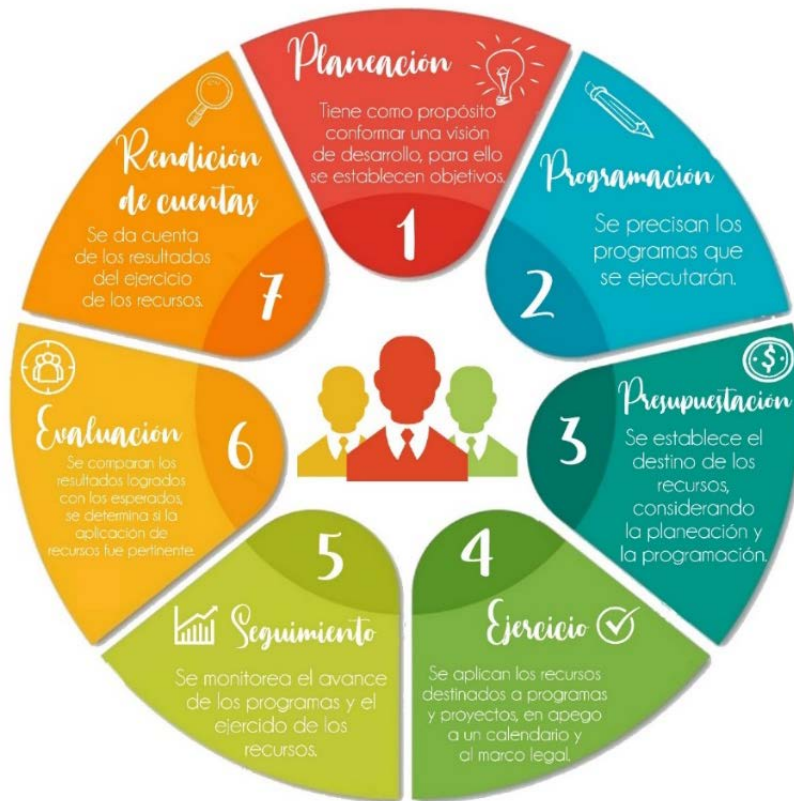 Planeación
Tiene como propósito
conformar una visión
de desarrollo, para ello
se establecen objetivos.
1
Programación
Se precisan los
programas que
se ejecutarán.
2
Presupuestación
Se establece el
destino de los
recursos,
considerando
la planeación y
la programación.
3
4
Ejercicio
Se aplican los recursos
destinados a programas
y proyectos, en apego
a un calendario y
al marco legal.
5
Seguimiento
Se monitorea el avance
de los programas y el
ejercido de los
recursos.
6
Evaluación
Se comparan los
resultados logrados
con los esperados,
se determina si la
aplicación de
recursos fue pertinente.
Rendición
de cuentas
Se da cuenta
de los resultados
del ejercicio
de los recursos.
7